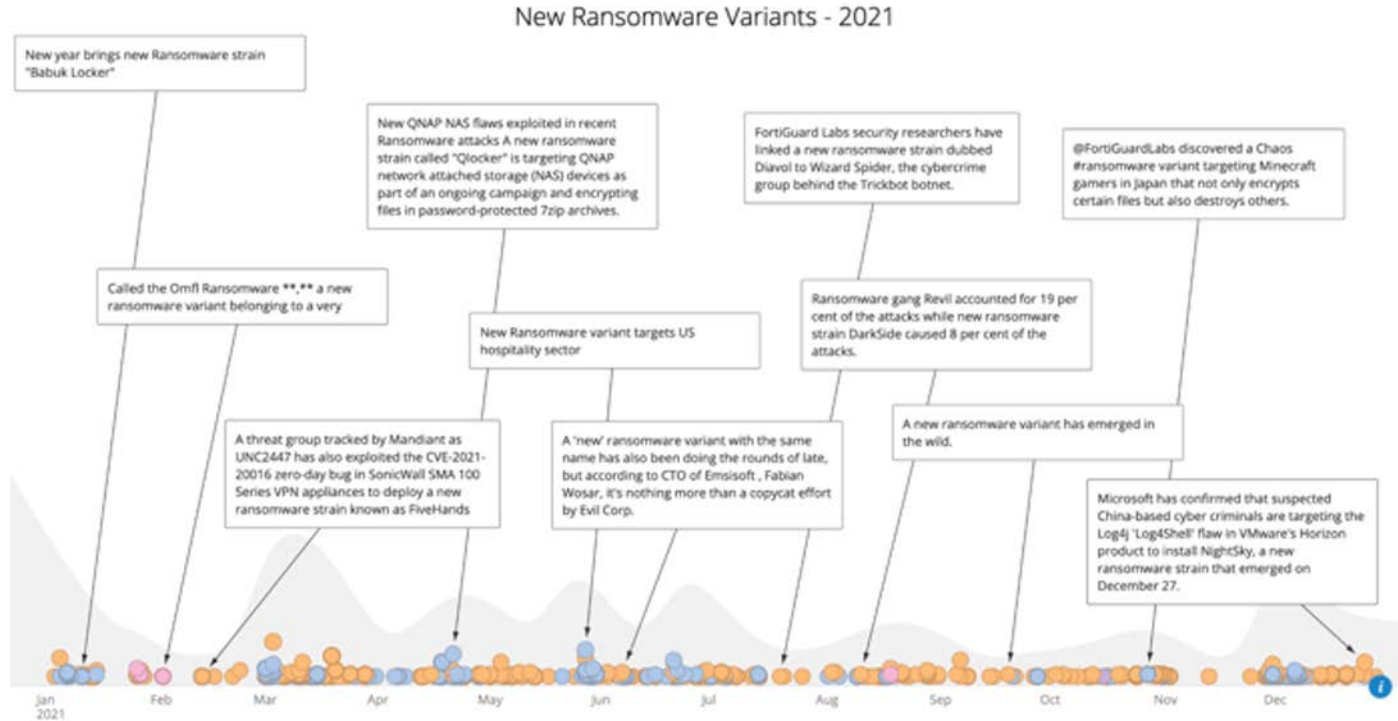 New Ransomware Variants - 2021
New year brings new Ransomware strain
"Babuk Locker"
New QNAP NAS flaws exploited in recent
Ransomware attacks A new ransomware
strain called "Qlocker" is targeting QNAP
network attached storage (NAS) devices as
part of an ongoing campaign and encrypting
files in password-protected 7zip archives.
FortiGuard Labs security researchers have
linked a new ransomware strain dubbed
Diavol to Wizard Spider, the cybercrime
group behind the Trickbot botnet.
@FortiGuardLabs discovered a Chaos
#ransomware variant targeting Minecraft
gamers in Japan that not only encrypts
certain files but also destroys others.
Called the Omfl Ransomware **,** a new
ransomware variant belonging to a very
New Ransomware variant targets US
hospitality sector
Ransomware gang Revil accounted for 19 per
cent of the attacks while new ransomware
strain DarkSide caused 8 per cent of the
attacks.
A threat group tracked by Mandiant as
UNC2447 has also exploited the CVE-2021-
20016 zero-day bug in SonicWall SMA 100
Series VPN appliances to deploy a new
ransomware strain known as FiveHands
A 'new' ransomware variant with the same
name has also been doing the rounds of late,
but according to CTO of Emsisoft , Fabian
Wosar, it's nothing more than a copycat effort
by Evil Corp.
A new ransomware variant has emerged in
the wild.
Microsoft has confirmed that suspected
China-based cyber criminals are targeting the
Log4j 'Log4Shell' flaw in VMware's Horizon
product to install NightSky, a new
ransomware strain that emerged on
December 27.
Jan Feb Mar Apr May Jun Jul Aug Sep Oct Nov Dec
2021
i